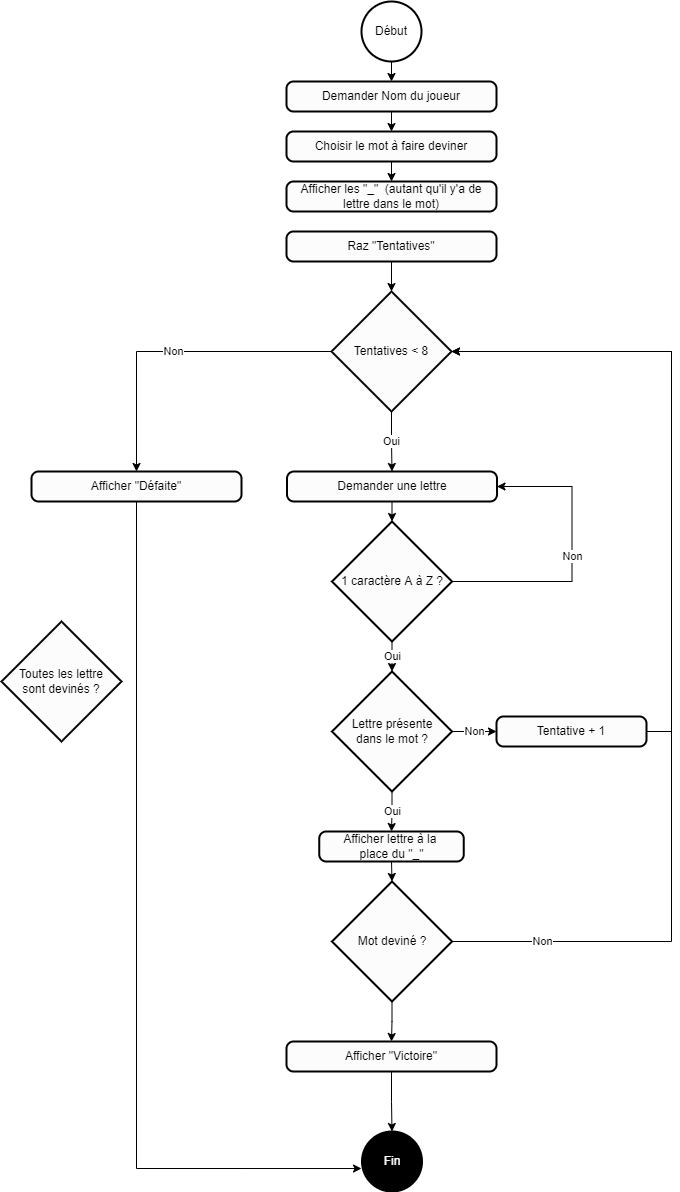 Début
Demander Nom du joueur
Choisir le mot à faire deviner
Afficher les "_" (autant qu'il y'a de
lettre dans le mot)
Raz "Tentatives"
Tentatives < 8
Non
Oui
Afficher "Défaite"
Demander une lettre
Non
1 caractère A à Z ?
Oui
Toutes les lettre
sont devinés ?
Lettre présente
dans le mot ?
Non
Tentative + 1
Oui
Afficher lettre à la
place du "_"
Mot deviné ?
Non
Afficher "Victoire"
Fin